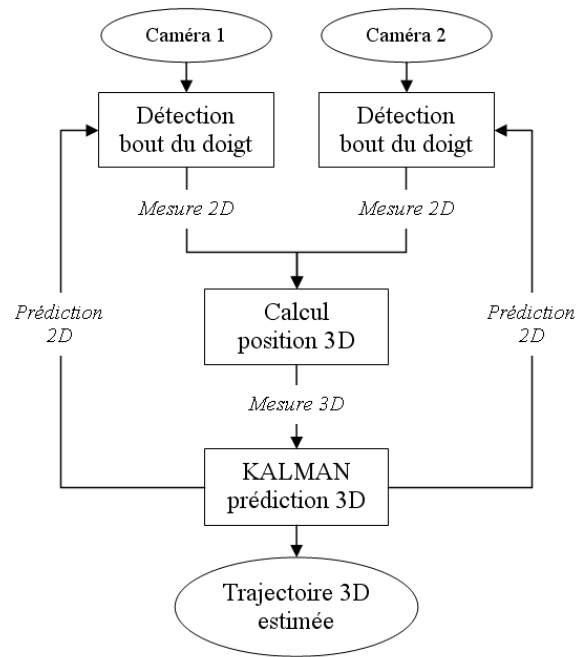 Caméra 1
Caméra 2
Détection
bout du doigt
Détection
bout du doigt
Mesure 2D
Mesure 2D
Prédiction
2D
Calcul
position 3D
Prédiction
2D
Mesure 3D
KALMAN
prédiction 3D
Trajectoire 3D
estimée